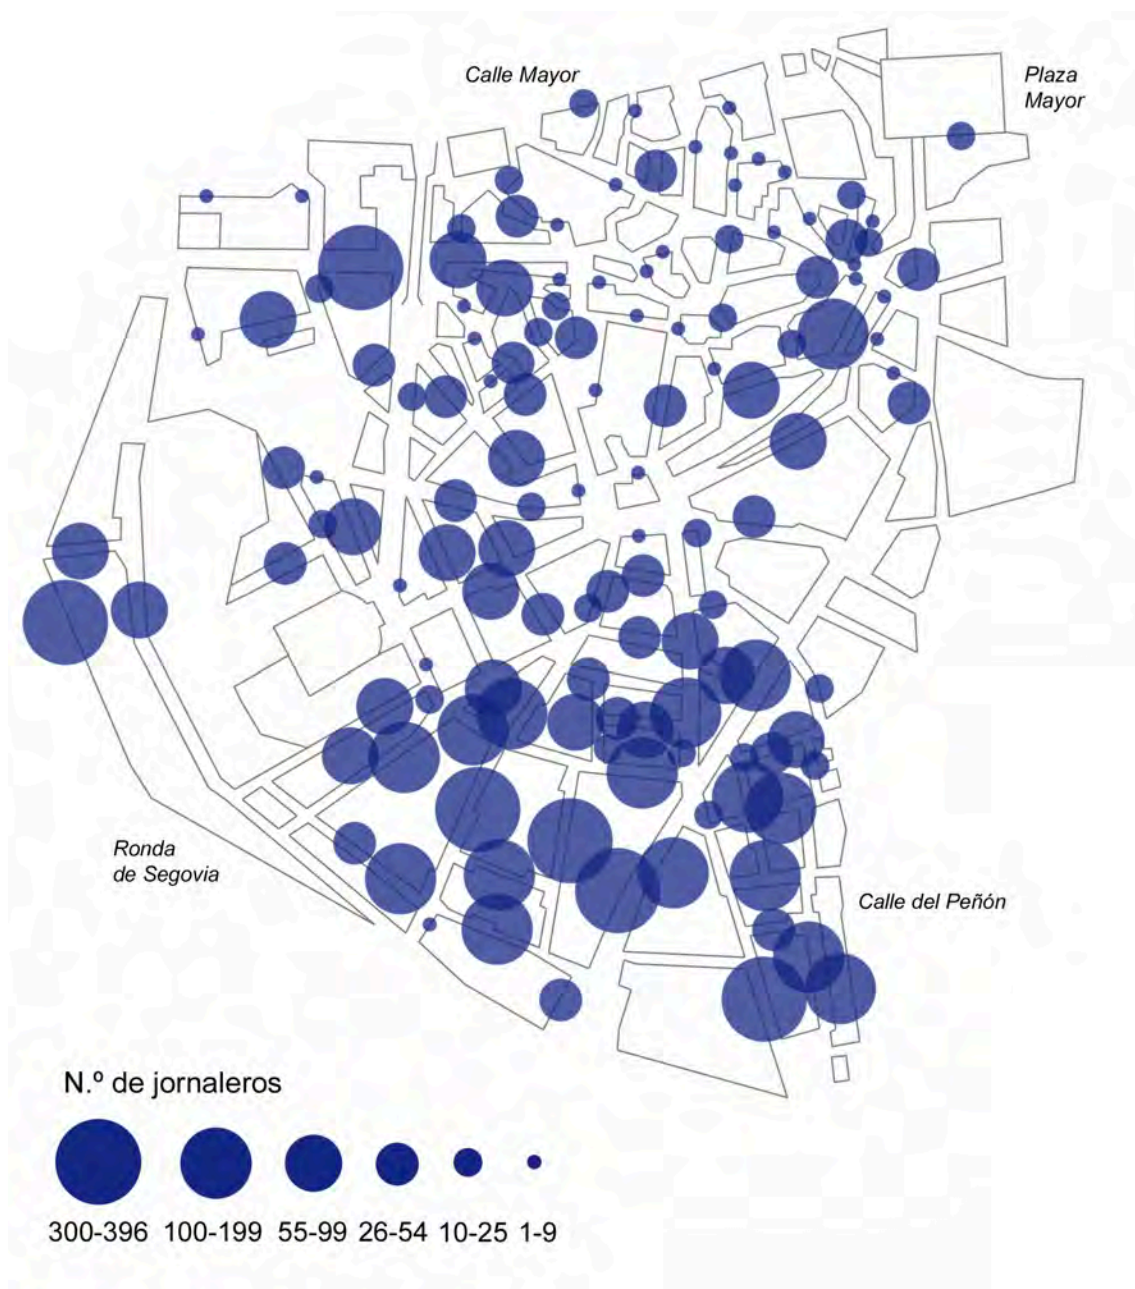 Calle Mayor
Plaza
Mayor
Ronda
de Segovia
Calle del Peñón
N.º de jornaleros
300-396 100-199 55-99 26-54 10-25 1-9